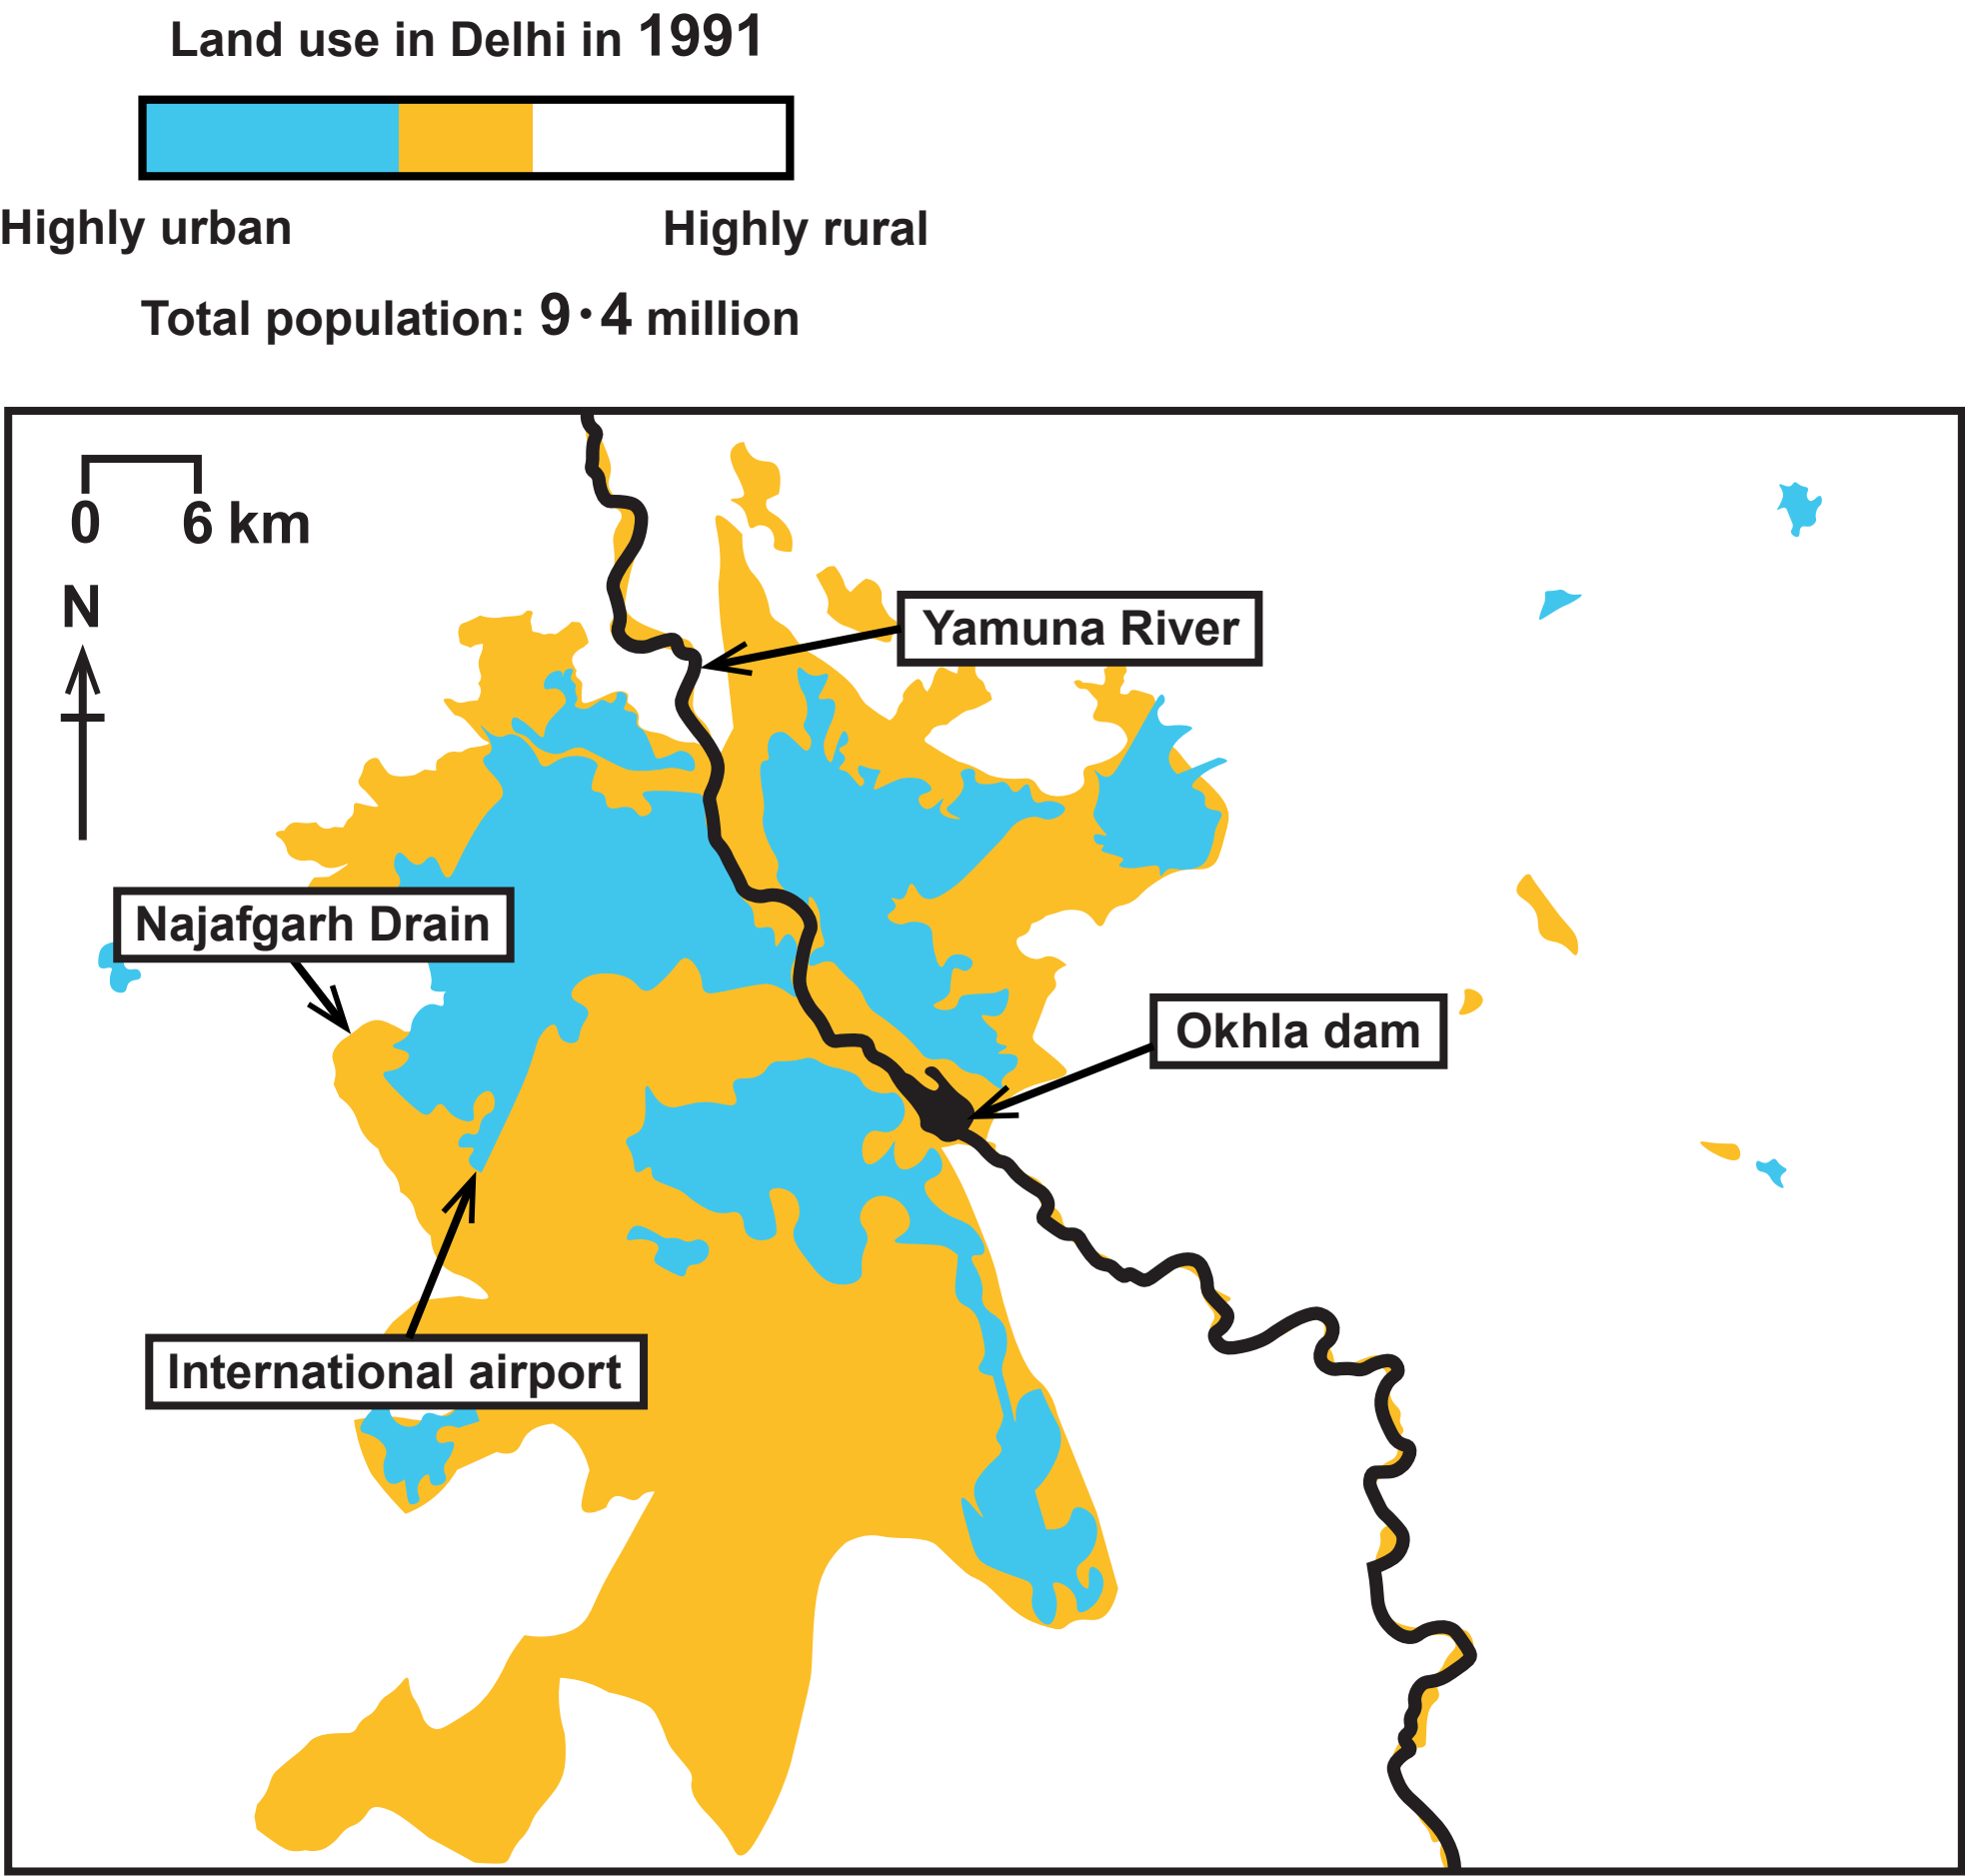 Land use in Delhi in 1991
Highly urban
Highly rural
Total population: 9·4 million
0 6 km
N
Yamuna River
Najafgarh Drain
Okhla dam
International airport